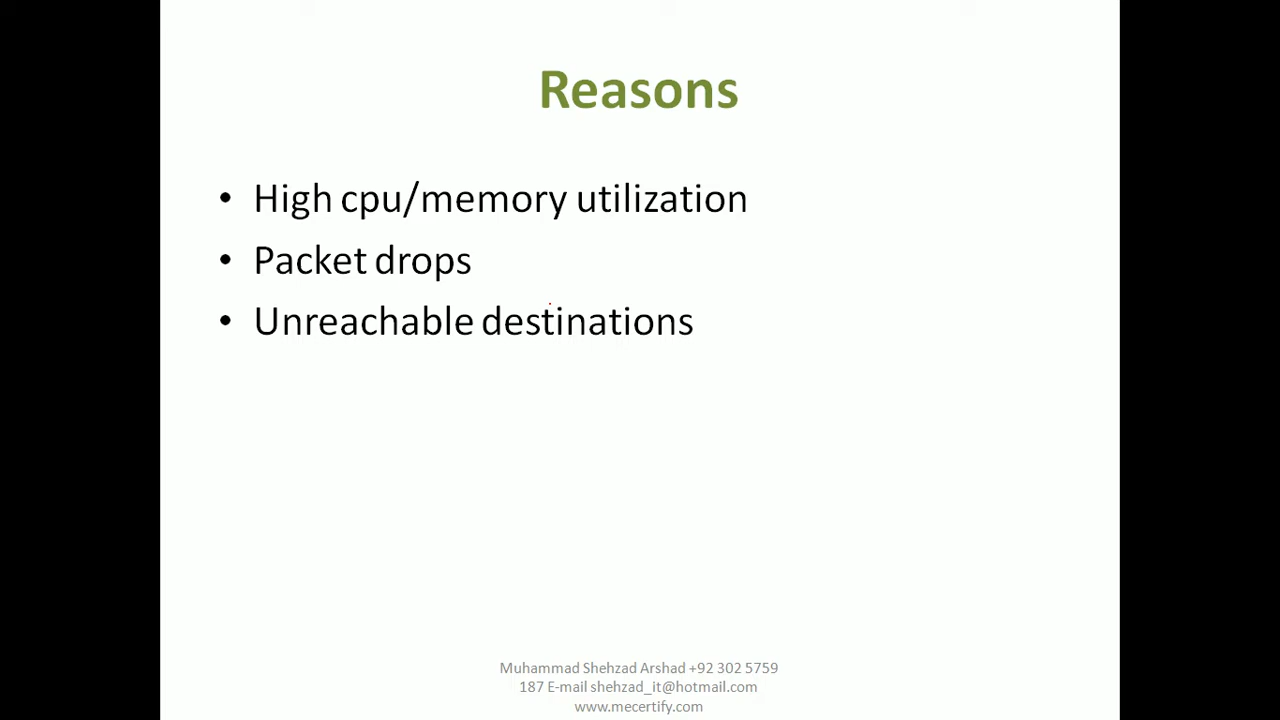 Reasons
• High cpu/memory utilization
• Packet drops
• Unreachable destinations
Muhammad Shehzad Arshad +92 302 5759
187 E-mail shehzad_it@hotmail.com
www.mecertify.com